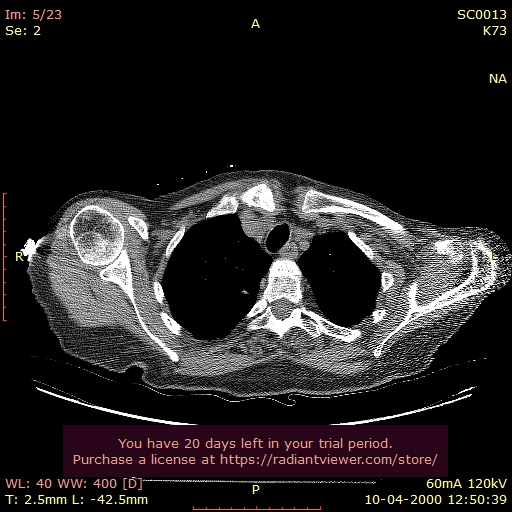 Im: 5/23
Se: 2
A
SC0013
K73
NA
R
You have 20 days left in your trial period.
Purchase a license at https://radiantviewer.com/store/
WL: 40 WW: 400 [D]
T: 2.5mm L: -42.5mm
P
60mA 120kV
10-04-2000 12:50:39